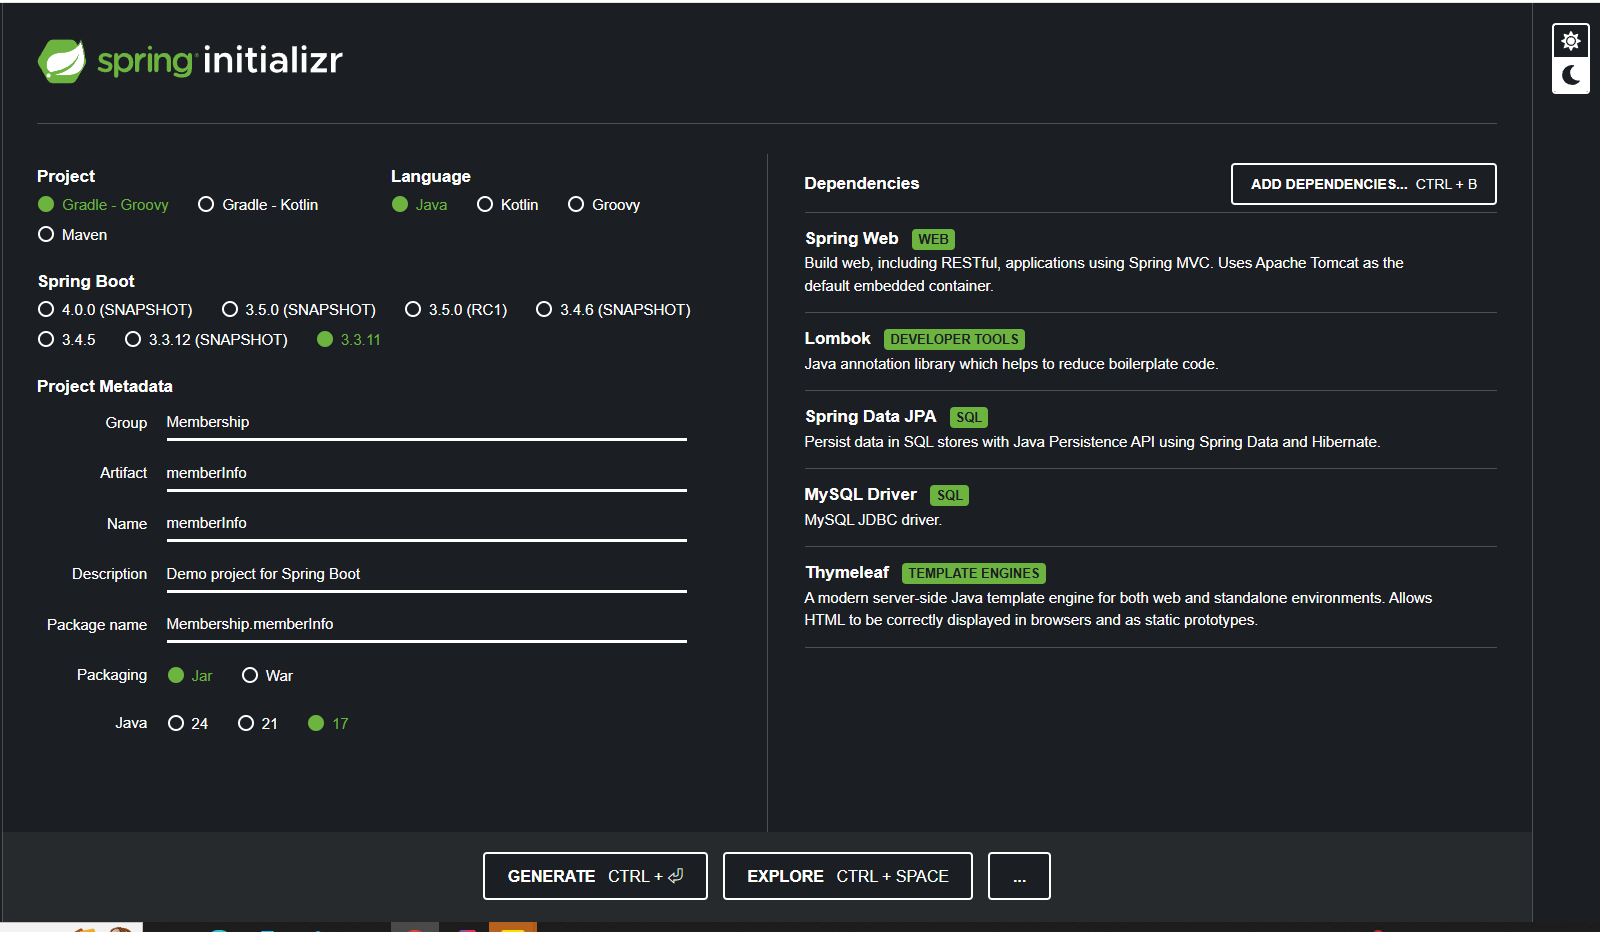 spring initializr
Project
Gradle - Groovy Gradle - Kotlin
Maven
Language
Java Kotlin Groovy
Spring Boot
4.0.0 (SNAPSHOT) 3.5.0 (SNAPSHOT) 3.5.0 (RC1) 3.4.6 (SNAPSHOT)
3.4.5 3.3.12 (SNAPSHOT) 3.3.11
Project Metadata
Group Membership
Artifact memberInfo
Name memberInfo
Description Demo project for Spring Boot
Package name Membership.memberInfo
Packaging Jar War
Java 24 21 17
Dependencies ADD DEPENDENCIES... CTRL + B
Spring Web WEB
Build web, including RESTful, applications using Spring MVC. Uses Apache Tomcat as the
default embedded container.
Lombok DEVELOPER TOOLS
Java annotation library which helps to reduce boilerplate code.
Spring Data JPA SQL
Persist data in SQL stores with Java Persistence API using Spring Data and Hibernate.
MySQL Driver SQL
MySQL JDBC driver.
Thymeleaf TEMPLATE ENGINES
A modern server-side Java template engine for both web and standalone environments. Allows
HTML to be correctly displayed in browsers and as static prototypes.
GENERATE CTRL + ⏎ EXPLORE CTRL + SPACE ...